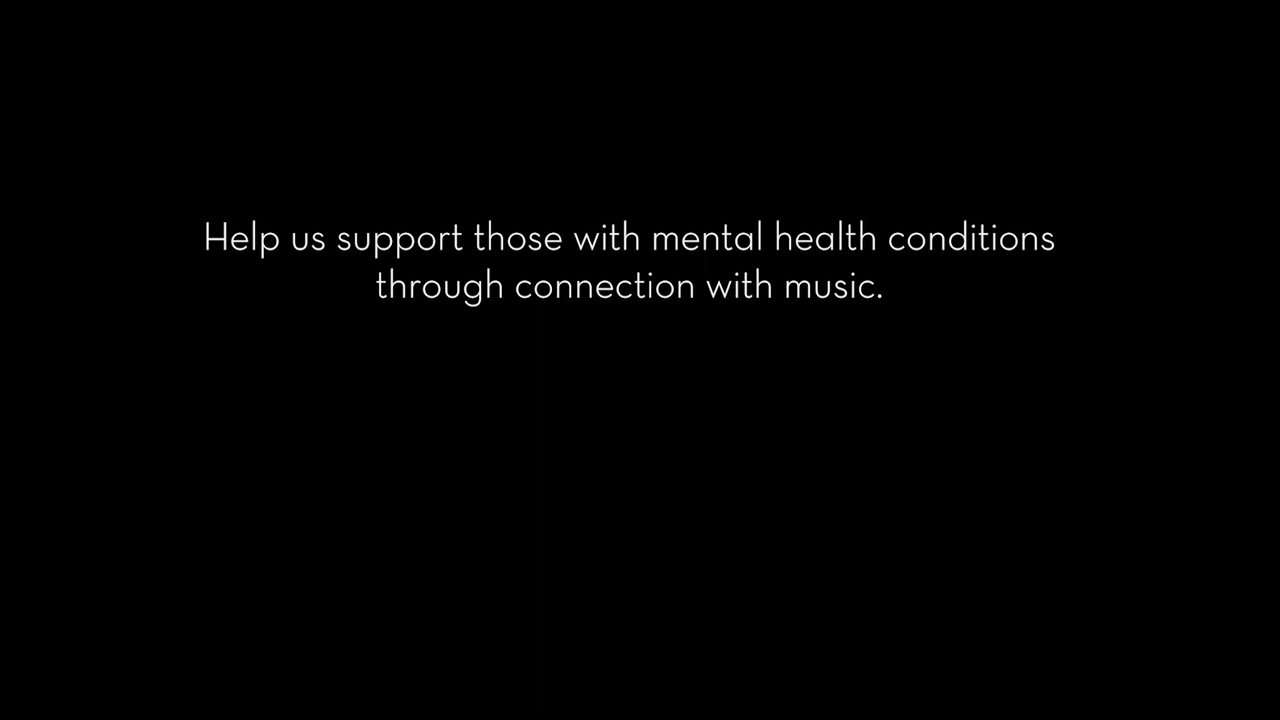 Help us support those with mental health conditions
through connection with music.